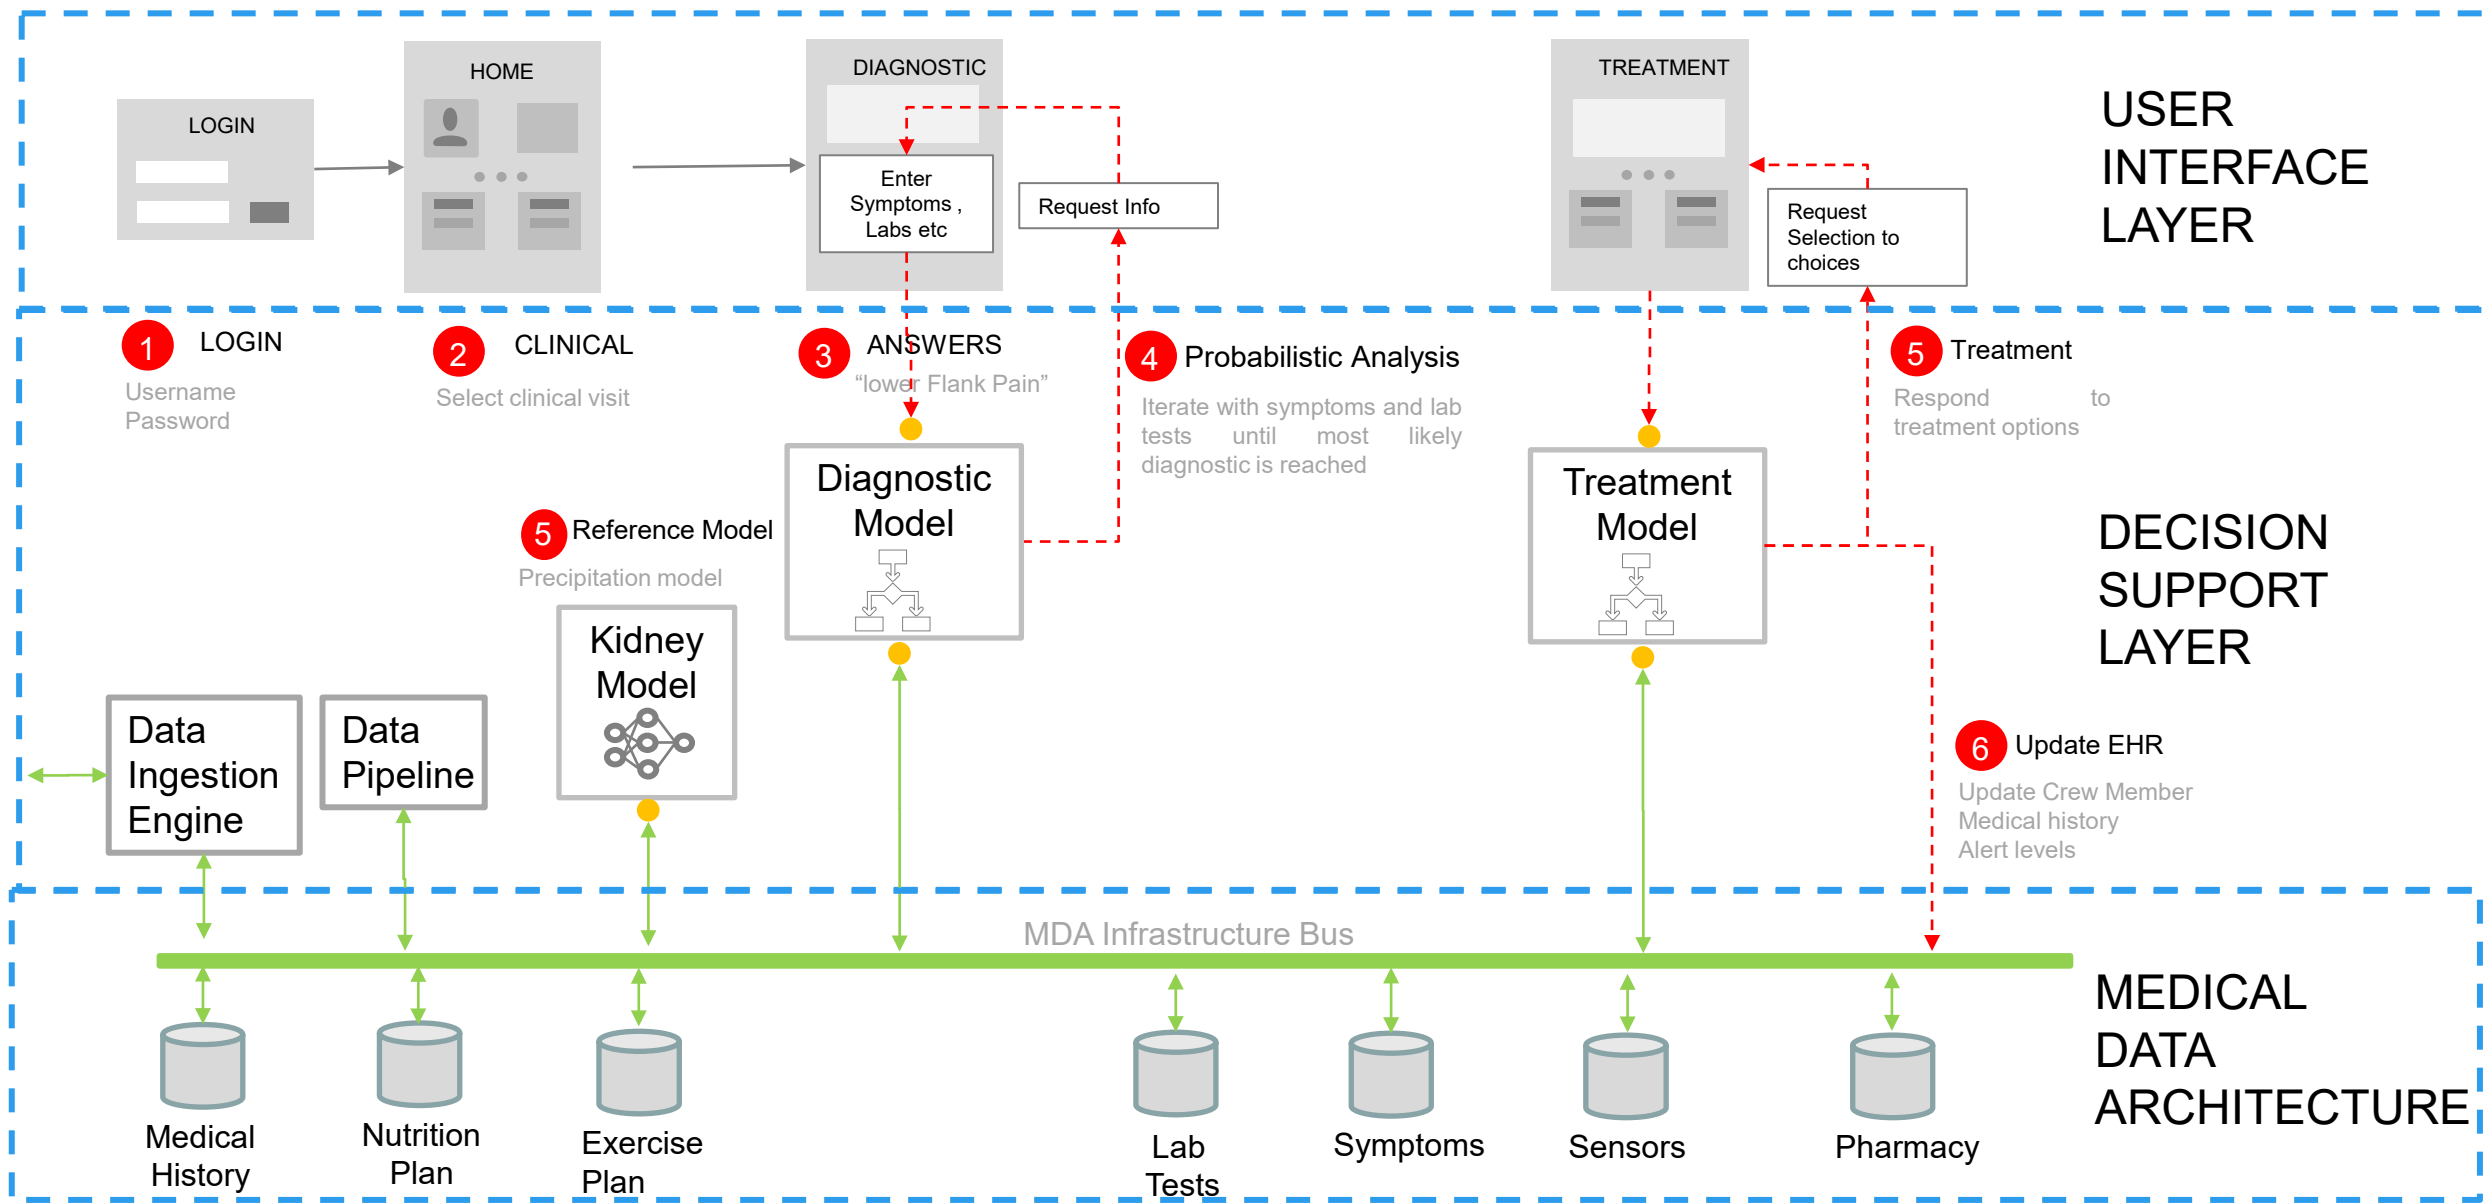 LOGIN
HOME
DIAGNOSTIC
Enter
Symptoms ,
Labs etc
Request Info
TREATMENT
Request
Selection to
choices
USER
INTERFACE
LAYER
1
LOGIN
Username
Password
2
CLINICAL
Select clinical visit
3
ANSWERS
“lower Flank Pain”
4
Probabilistic Analysis
Iterate with symptoms and lab
tests until most likely
diagnostic is reached
5
Treatment
Respond to
treatment options
Diagnostic
Model
Treatment
Model
5
Reference Model
Precipitation model
Kidney
Model
Data
Ingestion
Engine
Data
Pipeline
DECISION
SUPPORT
LAYER
6
Update EHR
Update Crew Member
Medical history
Alert levels
MDA Infrastructure Bus
MEDICAL
DATA
ARCHITECTURE
Medical
History
Nutrition
Plan
Exercise
Plan
Lab
Tests
Symptoms
Sensors
Pharmacy